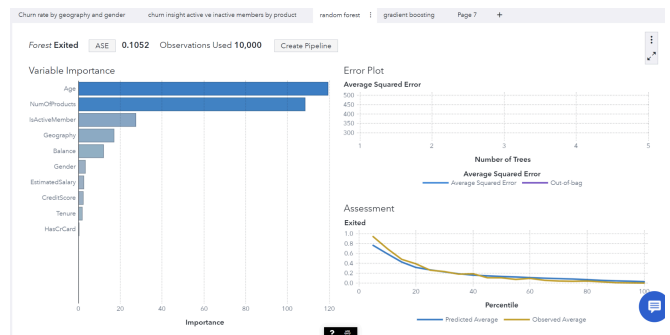 Churn rate by geography and gender
churn insight active ve inactive members by product
random forest
gradient boosting
Page 7
+
Forest Exited ASE 0.1052 Observations Used 10,000 Create Pipeline
Variable Importance
Age
NumOfProducts
IsActiveMember
Geography
Balance
Gender
EstimatedSalary
CreditScore
Tenure
HasCrCard
0 20 40 60 80 100 120
Importance
Error Plot
Average Squared Error
500
450
400
350
300
1 2 3 4 5
Number of Trees
Average Squared Error
Average Squared Error Out-of-bag
Assessment
Exited
1.0
0.8
0.6
0.4
0.2
0.0
0 20 40 60 80 100
Percentile
Predicted Average Observed Average
2